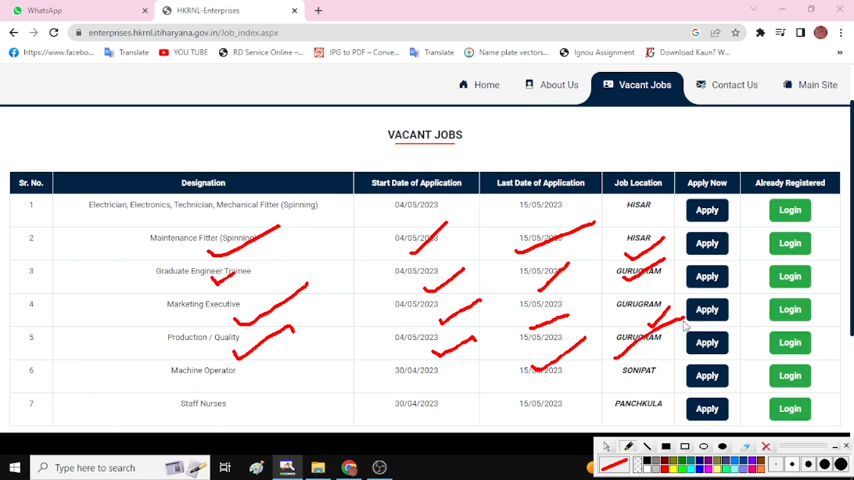 WhatsApp
HKRNL-Enterprises
enterprises.hkrnl.itiharyana.gov.in/Job_index.aspx
https://www.facebo...
Translate
YOU TUBE
RD Service Online –...
JPG to PDF – Conve...
Translate
Name plate vectors...
Ignou Assignment
Download Kaun? W...
Home
About Us
Vacant Jobs
Contact Us
Main Site
VACANT JOBS
Sr. No. Designation Start Date of Application Last Date of Application Job Location Apply Now Already Registered
1 Electrician, Electronics, Technician, Mechanical Fitter (Spinning) 04/05/2023 15/05/2023 HISAR Apply Login
2 Maintenance Fitter (Spinning) 04/05/2023 15/05/2023 HISAR Apply Login
3 Graduate Engineer Trainee 04/05/2023 15/05/2023 GURUGRAM Apply Login
4 Marketing Executive 04/05/2023 15/05/2023 GURUGRAM Apply Login
5 Production / Quality 04/05/2023 15/05/2023 GURUGRAM Apply Login
6 Machine Operator 30/04/2023 15/05/2023 SONIPAT Apply Login
7 Staff Nurses 30/04/2023 15/05/2023 PANCHKULA Apply Login
Type here to search